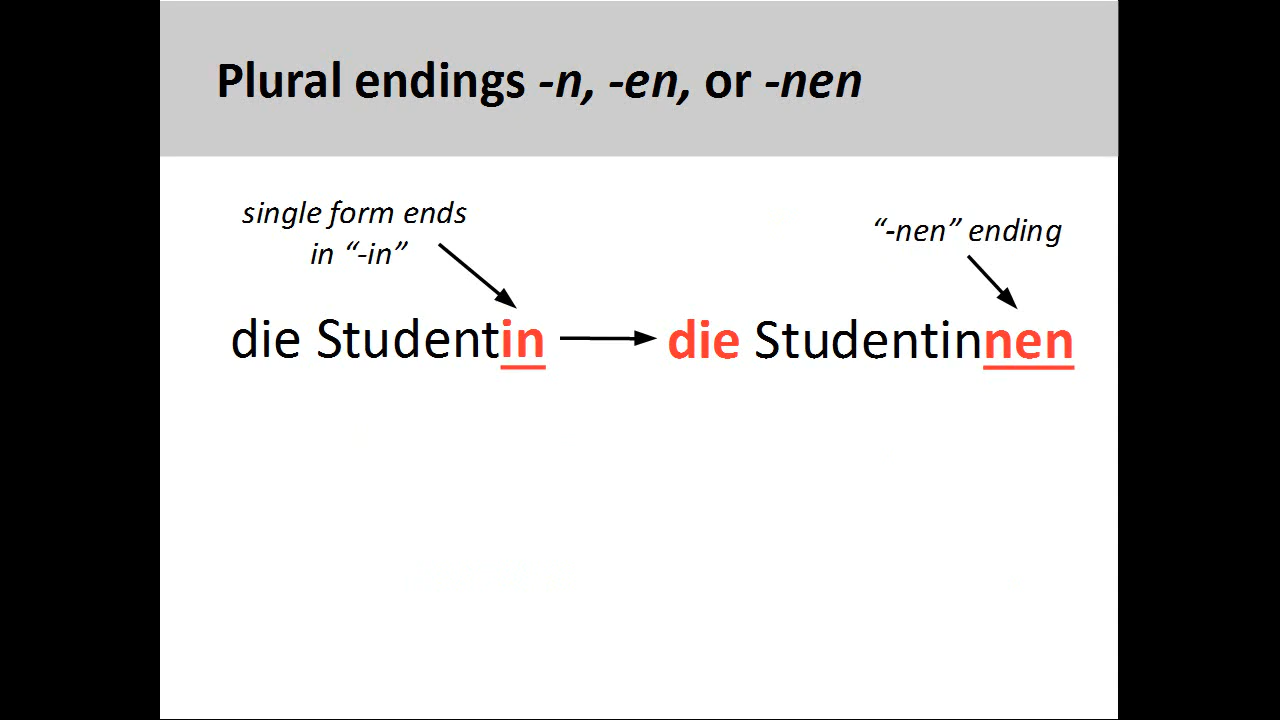 Plural endings -n, -en, or -nen
single form ends
in “-in”
“-nen” ending
die Studentin
die Studentinnen